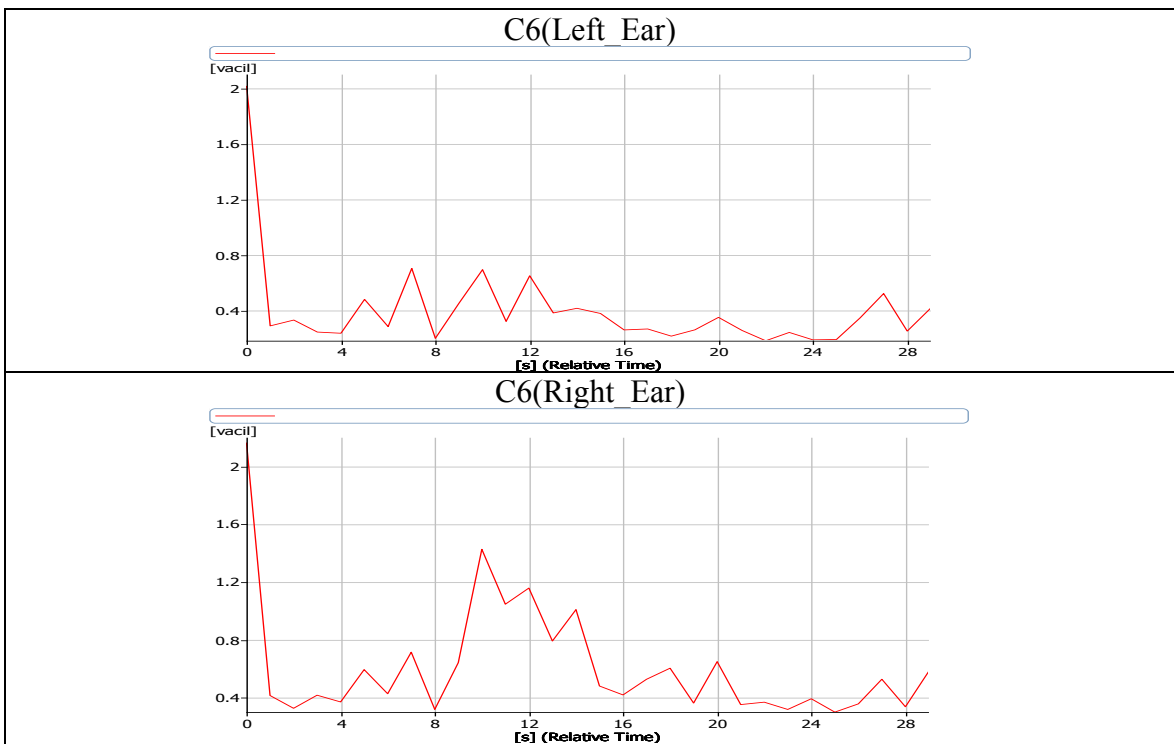 C6(Left_Ear)
[vacil]
2
1.6
1.2
0.8
0.4
0 4 8 12 16 20 24 28
[s] (Relative Time)
C6(Right_Ear)
[vacil]
2
1.6
1.2
0.8
0.4
0 4 8 12 16 20 24 28
[s] (Relative Time)